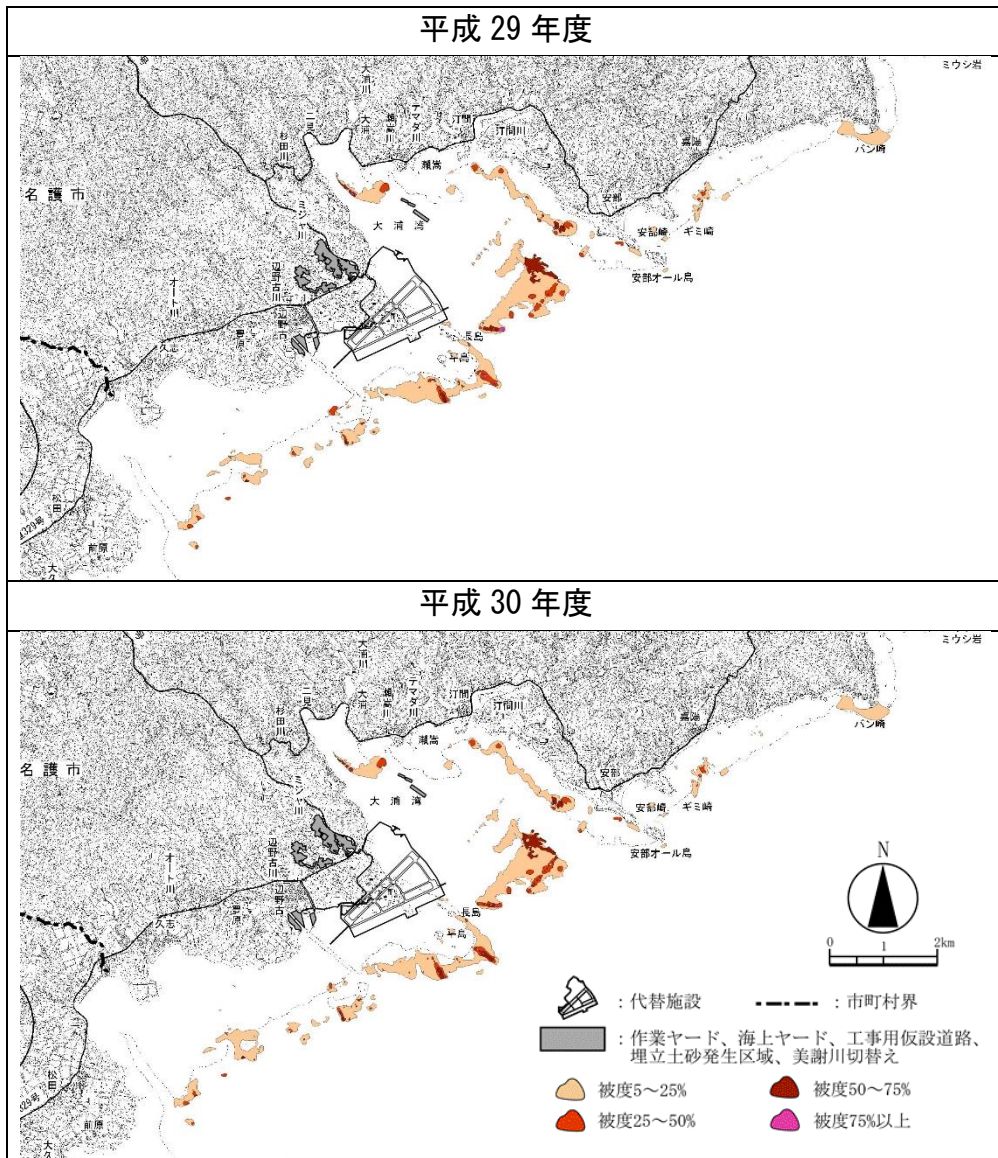 平成 29 年度
ミウシ岩
大浦川
テマダ川
汀間
二見
大浦
汀間川
杉田川
瀬嵩
嘉陽
バン崎
名護市
安部
ミジャ川
大浦湾
安部崎
ギミ崎
安部オール島
オート川
辺野古川
辺野古
長島
豊原
久志
平島
松田
前原
大久
平成 30 年度
ミウシ岩
大浦川
テマダ川
汀間
二見
大浦
汀間川
杉田川
瀬嵩
嘉陽
バン崎
名護市
安部
ミジャ川
大浦湾
安部崎
ギミ崎
安部オール島
オート川
辺野古川
辺野古
長島
豊原
久志
平島
N
0 1 2km
松田
前原
大久
：代替施設
：市町村界
：作業ヤード、海上ヤード、工事用仮設道路、
埋立土砂発生区域、美謝川切替え
被度5～25%
被度50～75%
被度25～50%
被度75%以上